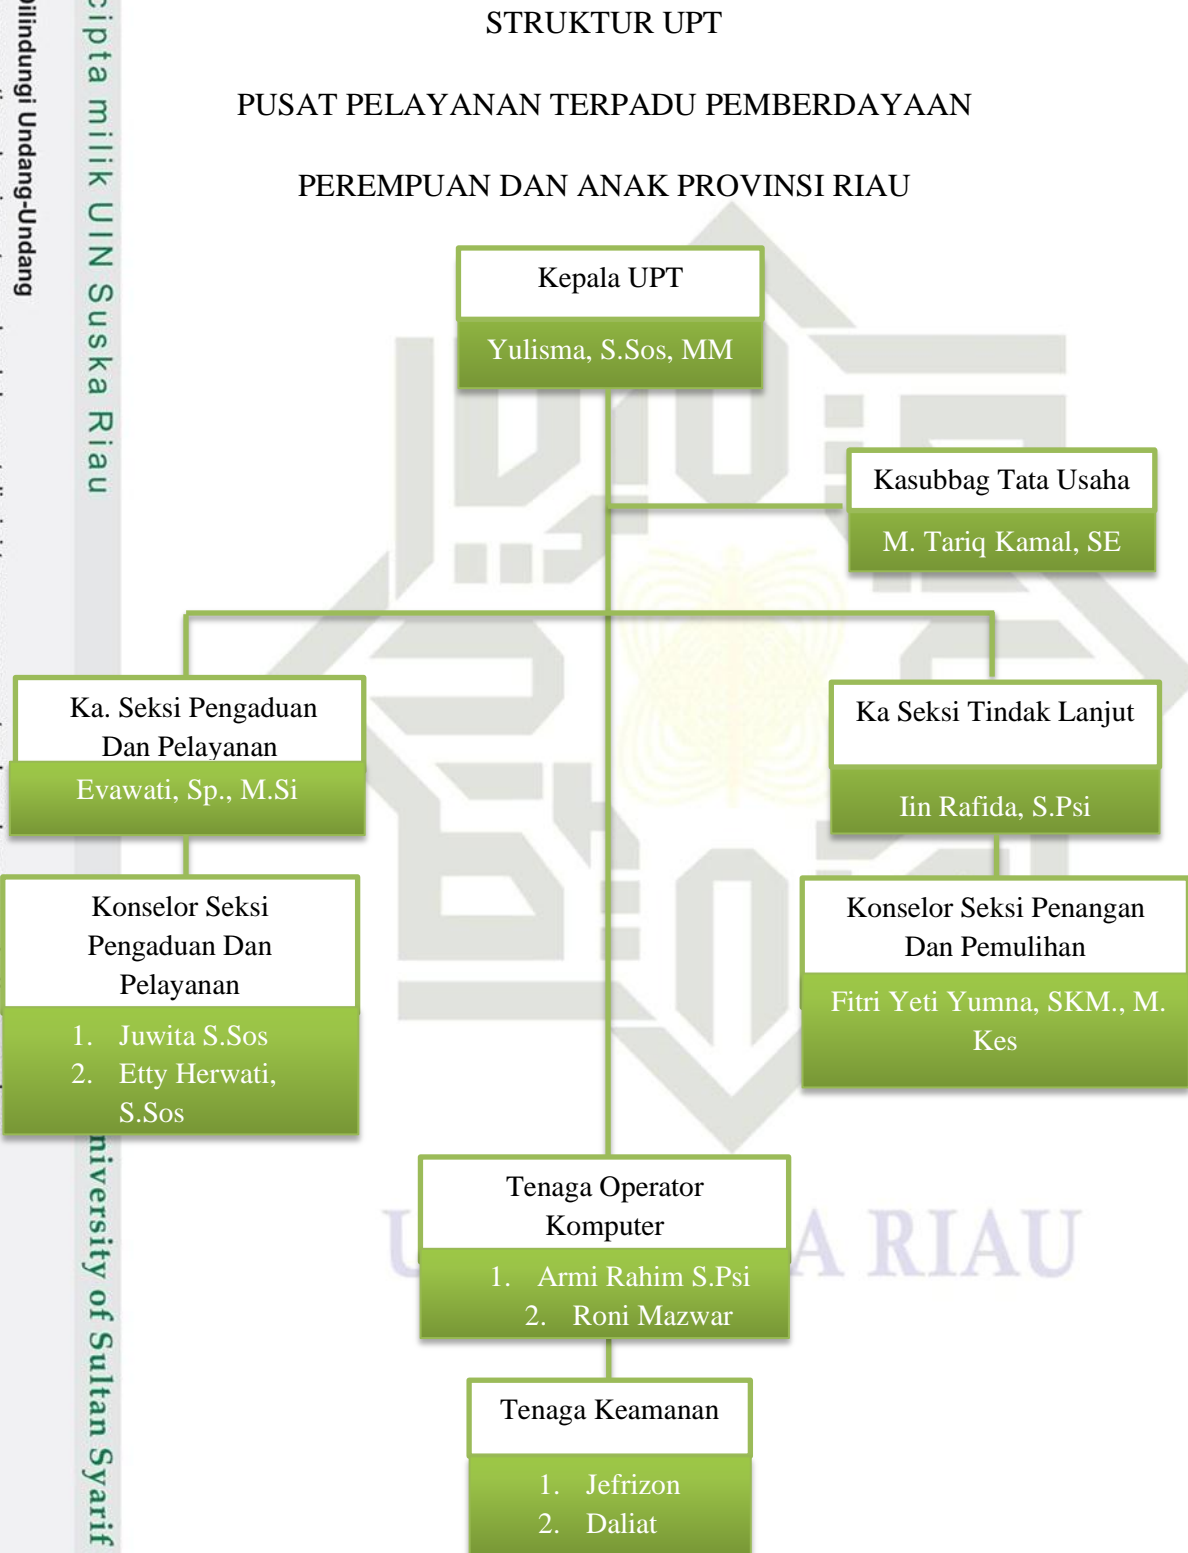 STRUKTUR UPT
PUSAT PELAYANAN TERPADU PEMBERDAYAAN
PEREMPUAN DAN ANAK PROVINSI RIAU
Kepala UPT
Yulisma, S.Sos, MM
Kasubbag Tata Usaha
M. Tariq Kamal, SE
Ka. Seksi Pengaduan
Dan Pelayanan
Evawati, Sp., M.Si
Ka Seksi Tindak Lanjut
Iin Rafida, S.Psi
Konselor Seksi
Pengaduan Dan
Pelayanan
1. Juwita S.Sos
2. Etty Herwati,
S.Sos
Konselor Seksi Penangan
Dan Pemulihan
Fitri Yeti Yumna, SKM., M.
Kes
Tenaga Operator
Komputer
1. Armi Rahim S.Psi
2. Roni Mazwar
Tenaga Keamanan
1. Jefrizon
2. Daliat
cipta milik UIN Suska Riau
Dilindungi Undang-Undang
niversity of Sultan Syarif
U A RIAU